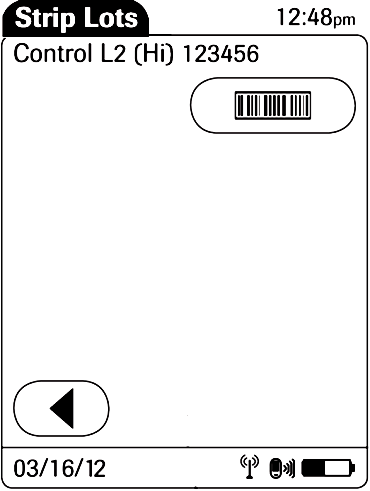 Strip Lots
12:48pm
Control L2 (Hi) 123456
03/16/12